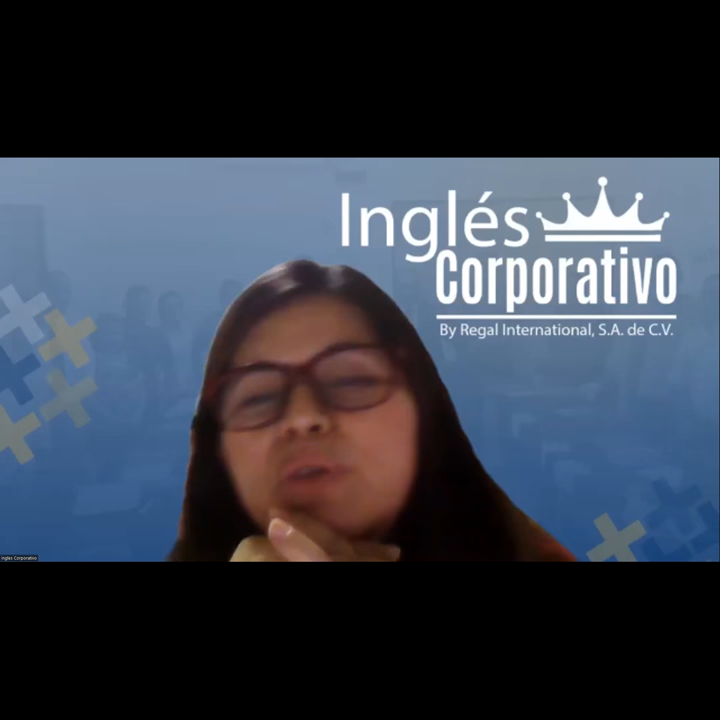 Inglés
Corporativo
By Regal International, S.A. de C.V.
Inglés Corporativo